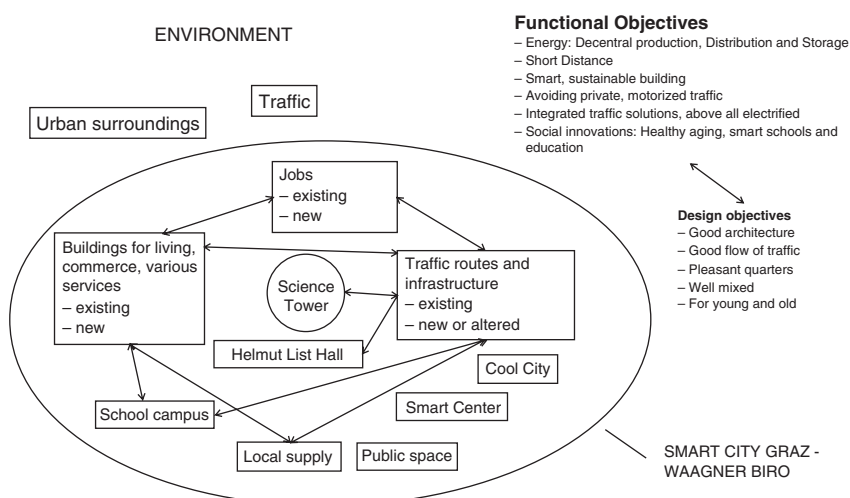 ENVIRONMENT
Functional Objectives
– Energy: Decentral production, Distribution and Storage
– Short Distance
– Smart, sustainable building
– Avoiding private, motorized traffic
– Integrated traffic solutions, above all electrified
– Social innovations: Healthy aging, smart schools and
education
Traffic
Urban surroundings
Jobs
– existing
– new
Design objectives
– Good architecture
– Good flow of traffic
– Pleasant quarters
– Well mixed
– For young and old
Buildings for living,
commerce, various
services
– existing
– new
Science
Tower
Traffic routes and
infrastructure
– existing
– new or altered
Helmut List Hall
Cool City
School campus
Smart Center
Local supply
Public space
SMART CITY GRAZ -
WAAGNER BIRO